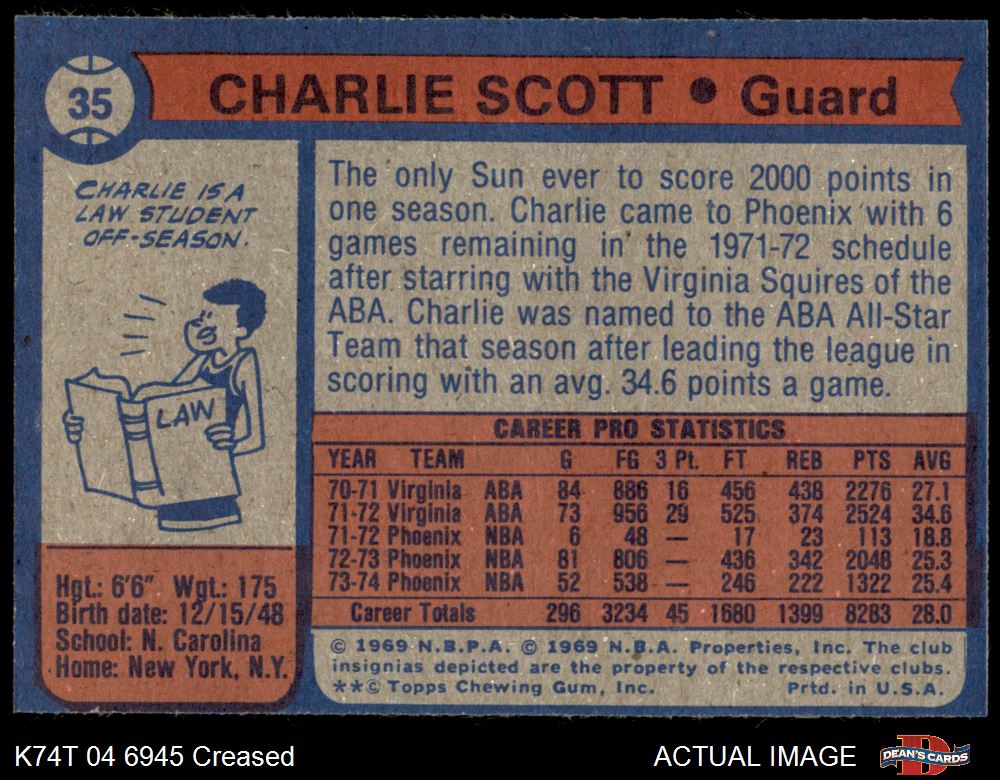 35
CHARLIE SCOTT • Guard
CHARLIE IS A
LAW STUDENT
OFF-SEASON.
LAW
Hgt.: 6'6" Wgt.: 175
Birth date: 12/15/48
School: N. Carolina
Home: New York, N.Y.
The only Sun ever to score 2000 points in
one season. Charlie came to Phoenix with 6
games remaining in the 1971-72 schedule
after starring with the Virginia Squires of the
ABA. Charlie was named to the ABA All-Star
Team that season after leading the league in
scoring with an avg. 34.6 points a game.
CAREER PRO STATISTICS
YEAR TEAM G FG 3 Pt. FT REB PTS AVG
70-71 Virginia ABA 84 886 16 456 438 2276 27.1
71-72 Virginia ABA 73 956 29 525 374 2524 34.6
71-72 Phoenix NBA 6 48 — 17 23 113 18.8
72-73 Phoenix NBA 81 806 — 436 342 2048 25.3
73-74 Phoenix NBA 52 538 — 246 222 1322 25.4
Career Totals 296 3234 45 1680 1399 8283 28.0
© 1969 N.B.P.A. © 1969 N.B.A. Properties, Inc. The club
insignias depicted are the property of the respective clubs.
**© Topps Chewing Gum, Inc. Prtd. in U.S.A.
K74T 04 6945 Creased ACTUAL IMAGE
D
DEAN'S CARDS